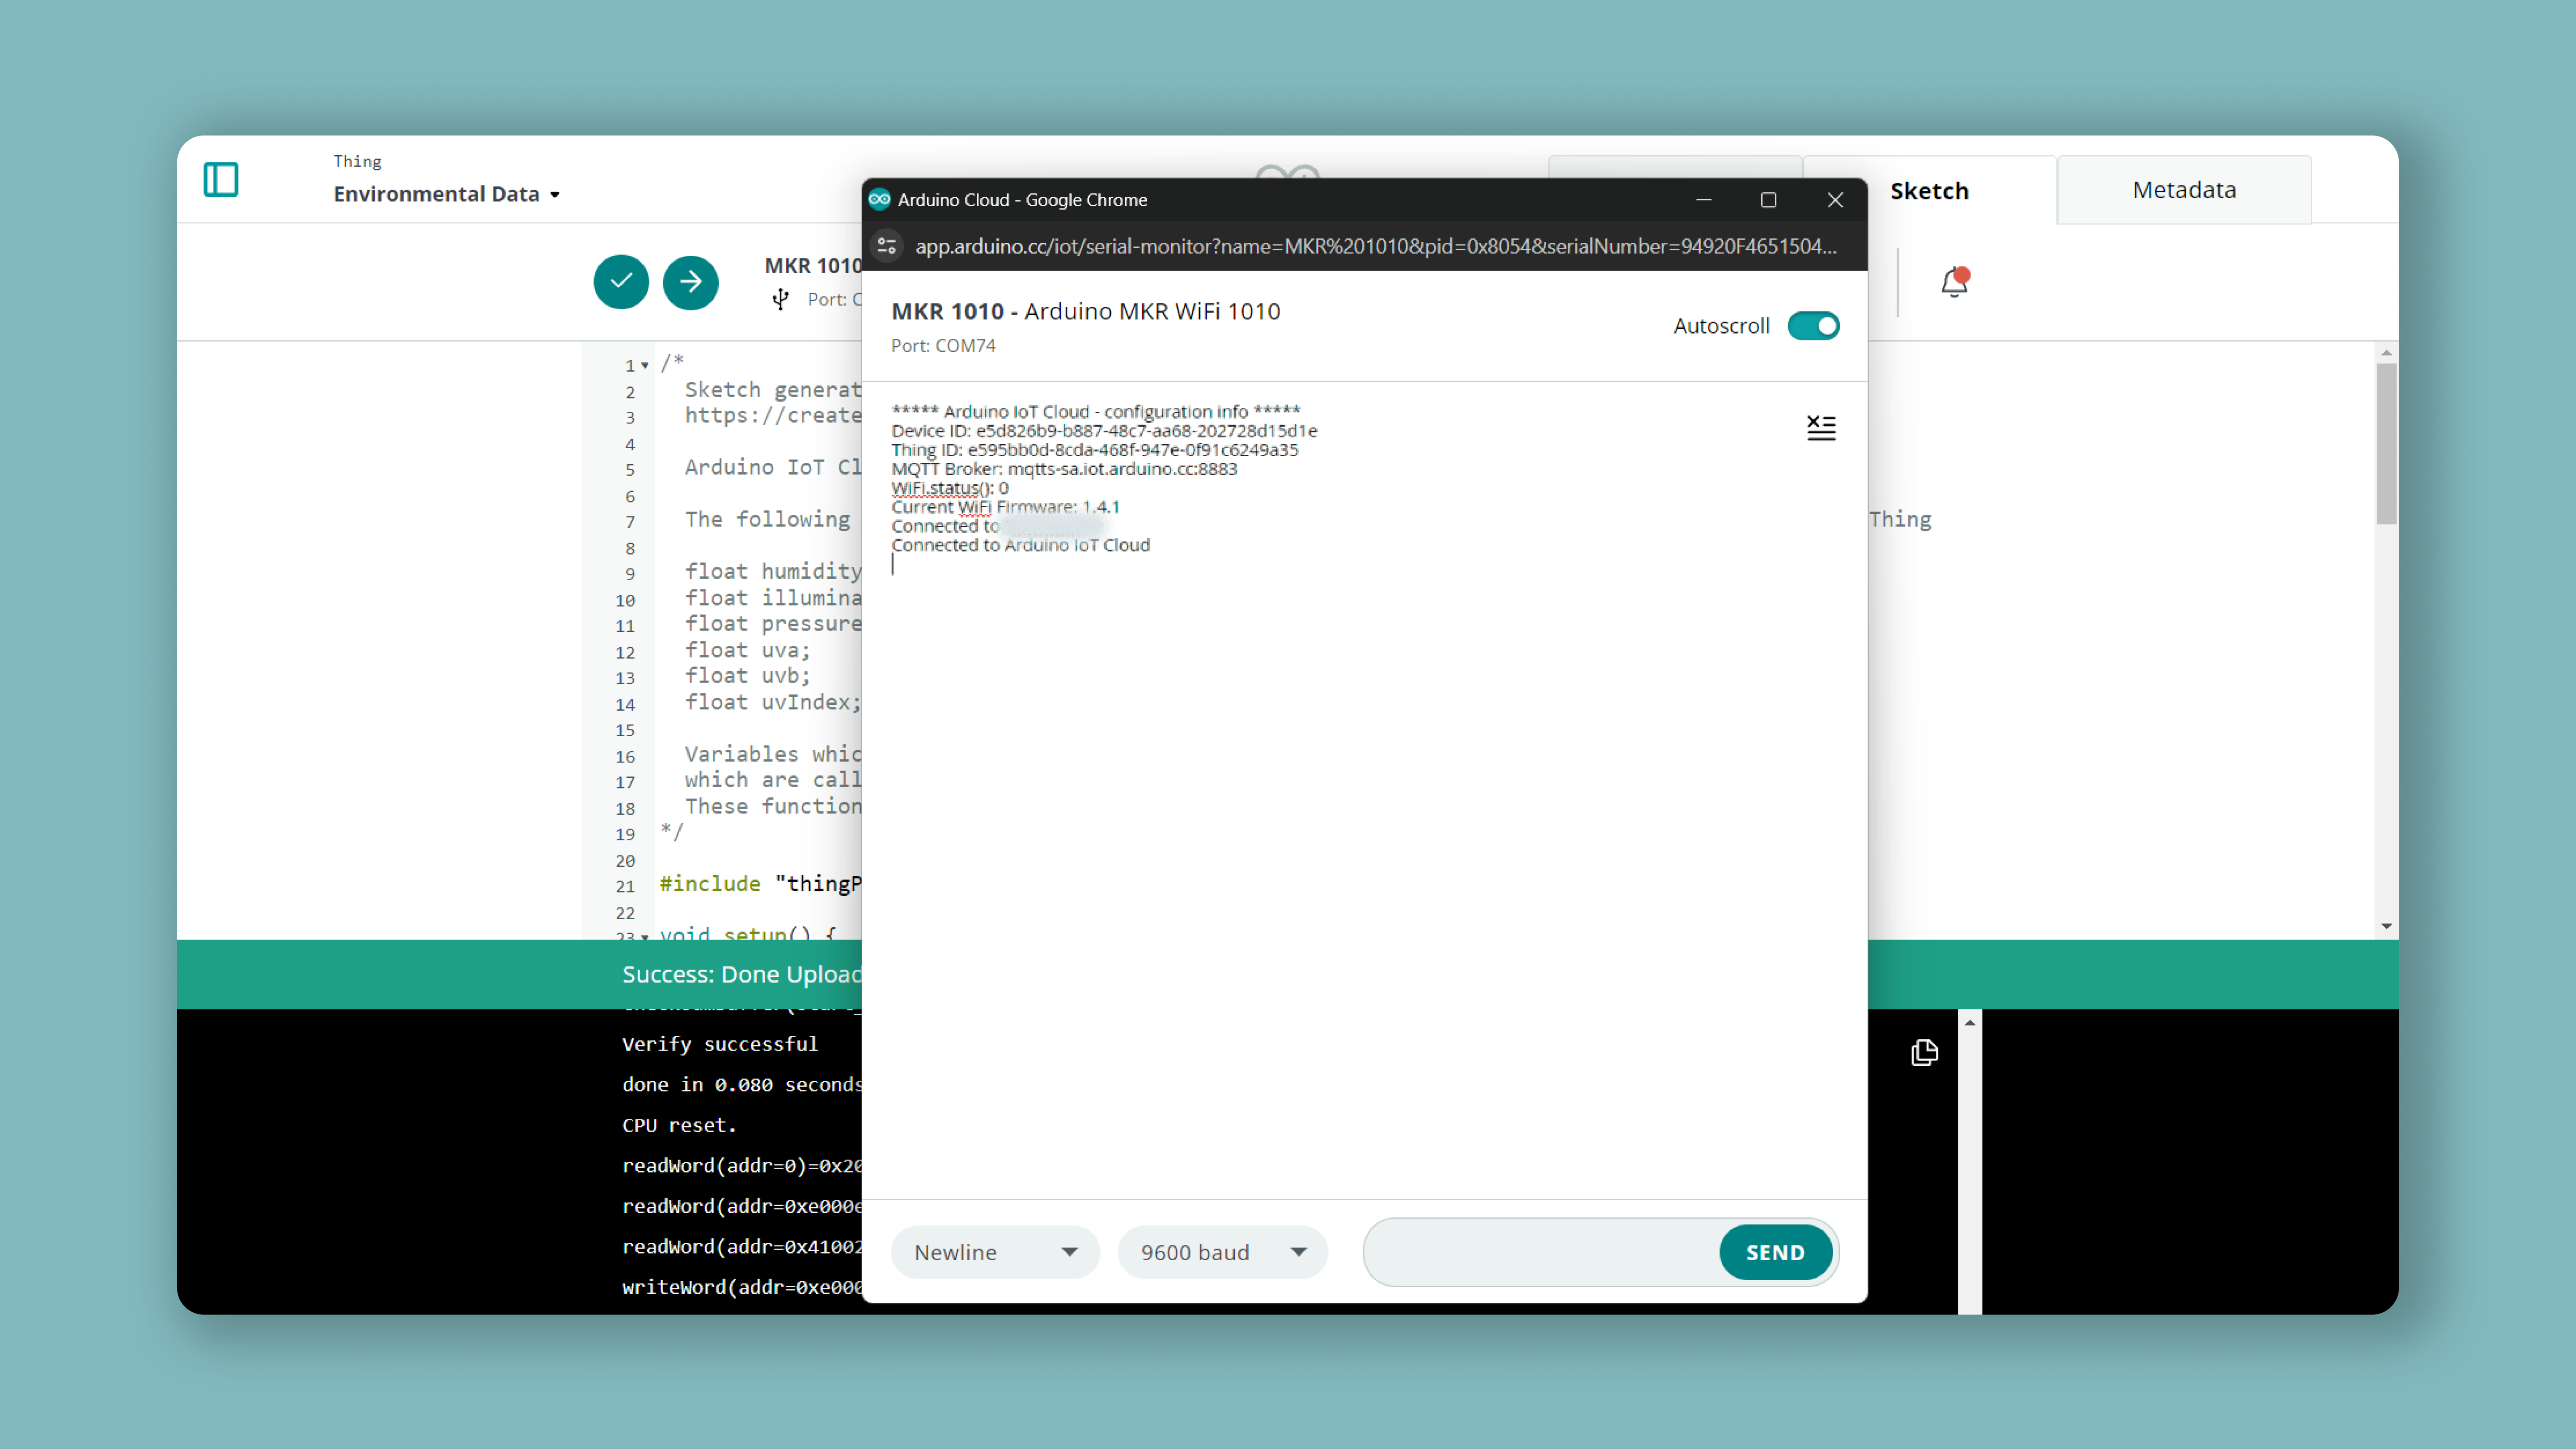 Thing
Environmental Data
Sketch
Metadata
MKR 1010
Port:
1
2
3
4
5
6
7
8
9
10
11
12
13
14
15
16
17
18
19
20
21
22
23
/*
Sketch generat
https://create
Arduino IoT Cl
The following
Thing
float humidity
float illumina
float pressure
float uva;
float uvb;
float uvIndex;
Variables whic
which are call
These function
*/
#include "thingP
void setup() {
Success: Done Upload
Verify successful
done in 0.080 seconds
CPU reset.
readWord(addr=0)=0x20
readWord(addr=0xe000e
readWord(addr=0x41002
writeWord(addr=0xe000
Arduino Cloud - Google Chrome
app.arduino.cc/iot/serial-monitor?name=MKR%201010&pid=0x8054&serialNumber=94920F4651504...
MKR 1010 - Arduino MKR WiFi 1010
Port: COM74
Autoscroll
***** Arduino IoT Cloud - configuration info *****
Device ID: e5d826b9-b887-48c7-aa68-202728d15d1e
Thing ID: e595bb0d-8cda-468f-947e-0f91c6249a35
MQTT Broker: mqtts-sa.iot.arduino.cc:8883
WiFi.status(): 0
Current WiFi Firmware: 1.4.1
Connected to
Connected to Arduino IoT Cloud
Newline
9600 baud
SEND